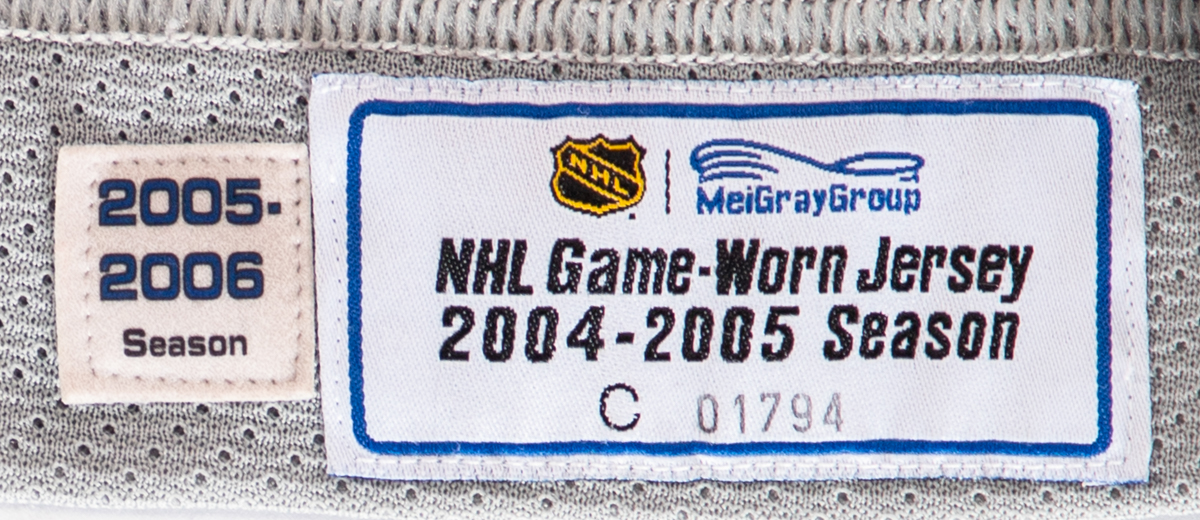 2005-
2006
Season
NHL
MeiGrayGroup
NHL Game-Worn Jersey
2004-2005 Season
C 01794